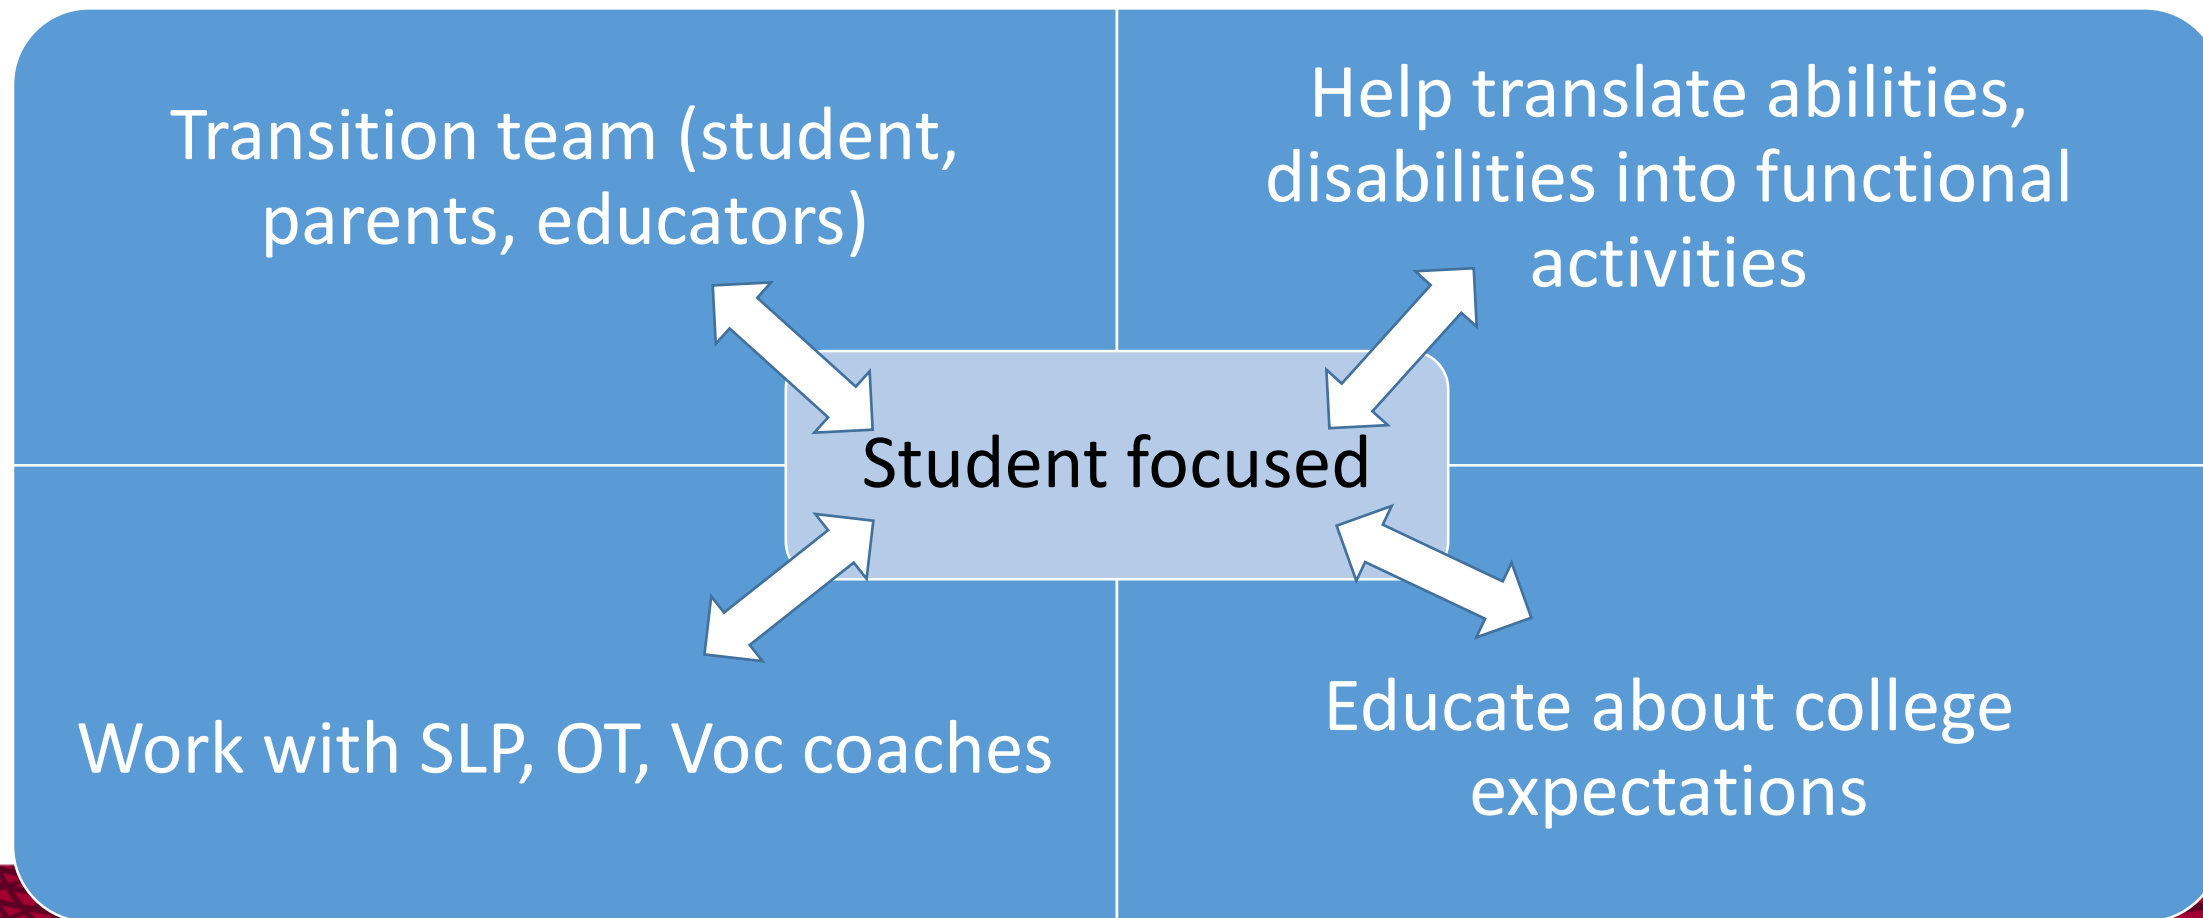 Transition team (student,
parents, educators)
Help translate abilities,
disabilities into functional
activities
Student focused
Work with SLP, OT, Voc coaches
Educate about college
expectations